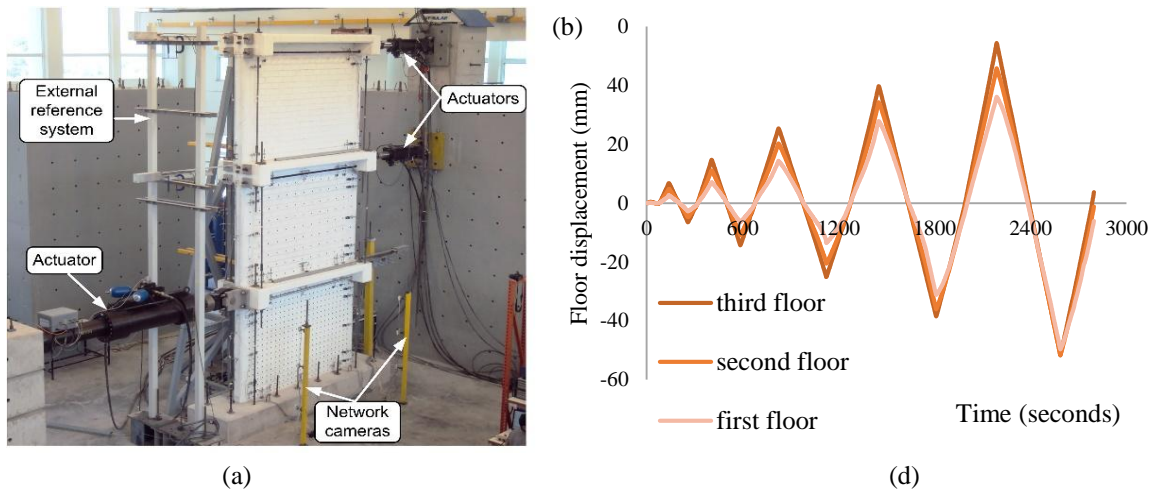 (b)
External
reference
system
Actuators
Actuator
Network
cameras
(a)
Floor displacement (mm)
0
40
20
0
-20
-40
-60
0
600
1200
1800
2400
3000
third floor
second floor
first floor
Time (seconds)
(d)